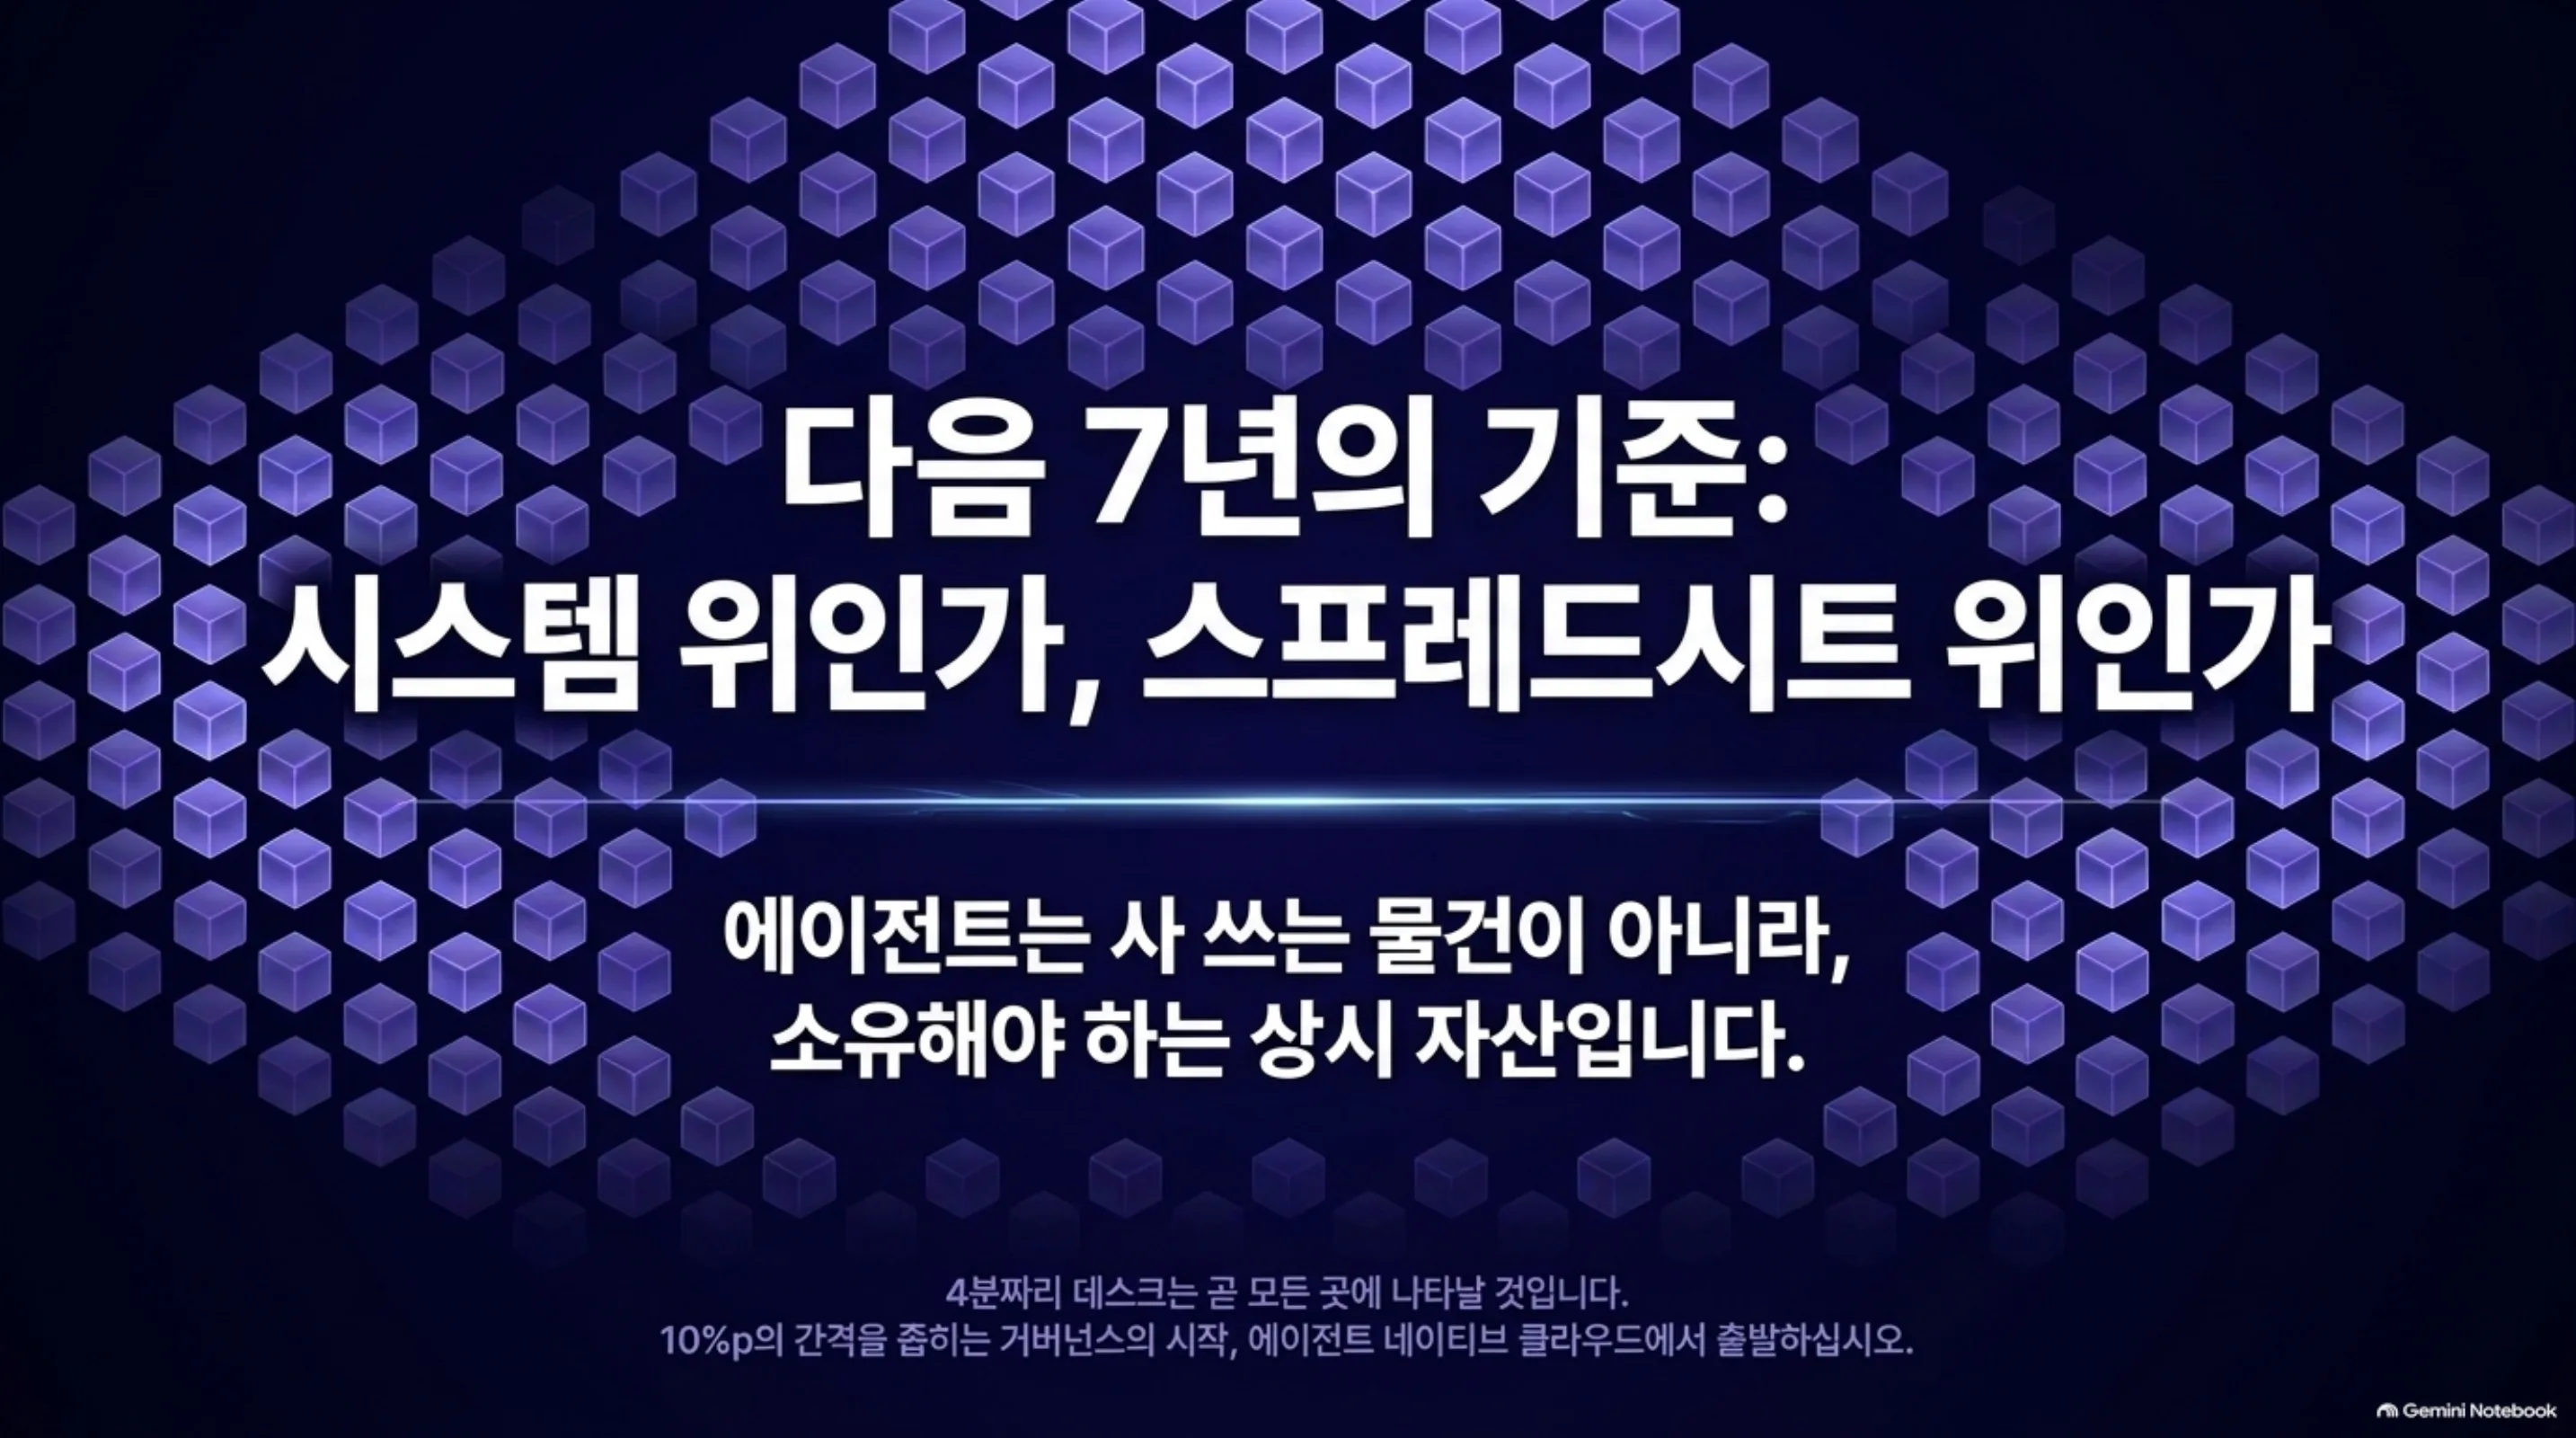 다음 7년의 기준:
시스템 위인가, 스프레드시트 위인가
에이전트는 사 쓰는 물건이 아니라,
소유해야 하는 상시 자산입니다.
4분짜리 데스크는 곧 모든 곳에 나타날 것입니다.
10%p의 간격을 좁히는 거버넌스의 시작, 에이전트 네이티브 클라우드에서 출발하십시오.
Gemini Notebook